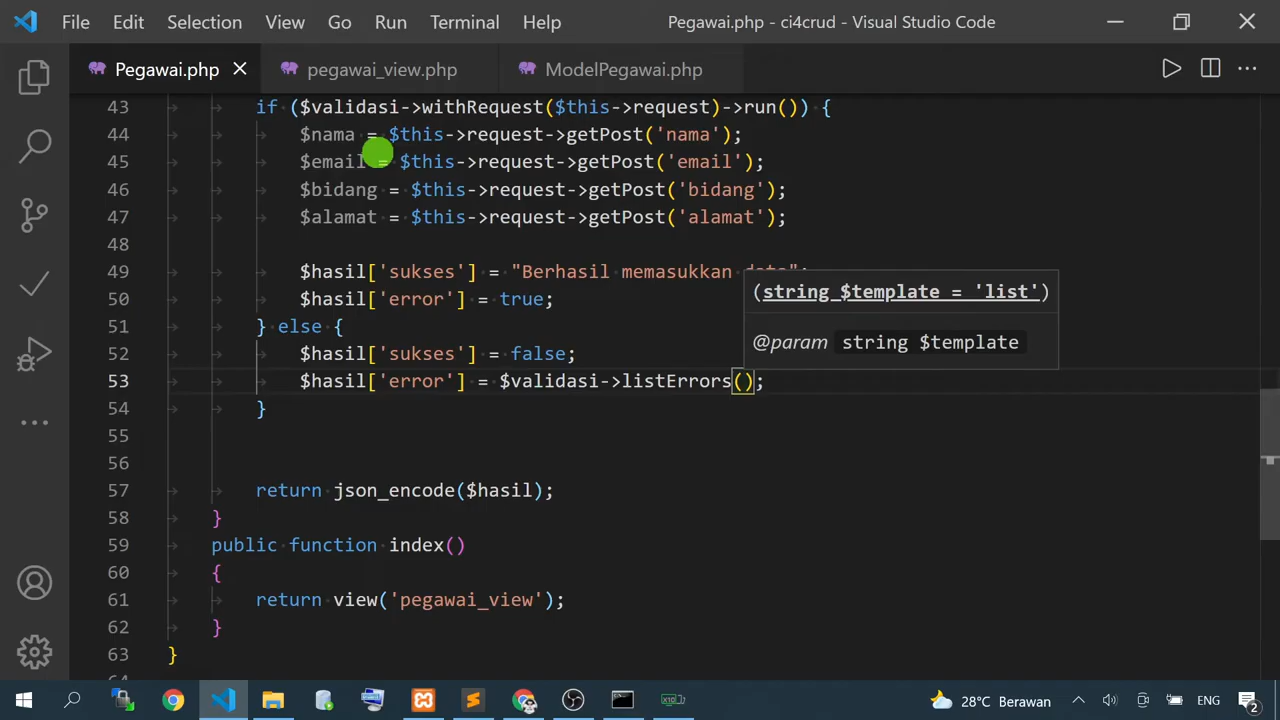 File Edit Selection View Go Run Terminal Help Pegawai.php - ci4crud - Visual Studio Code
Pegawai.php pegawai_view.php ModelPegawai.php
43 if ($validasi->withRequest($this->request)->run()) {
44 $nama = $this->request->getPost('nama');
45 $email = $this->request->getPost('email');
46 $bidang = $this->request->getPost('bidang');
47 $alamat = $this->request->getPost('alamat');
48
49 $hasil['sukses'] = "Berhasil memasukkan data";
50 $hasil['error'] = true;
51 } else {
52 $hasil['sukses'] = false;
53 $hasil['error'] = $validasi->listErrors();
54 }
55
56
57 return json_encode($hasil);
58 }
59 public function index()
60 {
61 return view('pegawai_view');
62 }
63 }
64
(string $template = 'list')
@param string $template
X10
28°C Berawan ENG 2